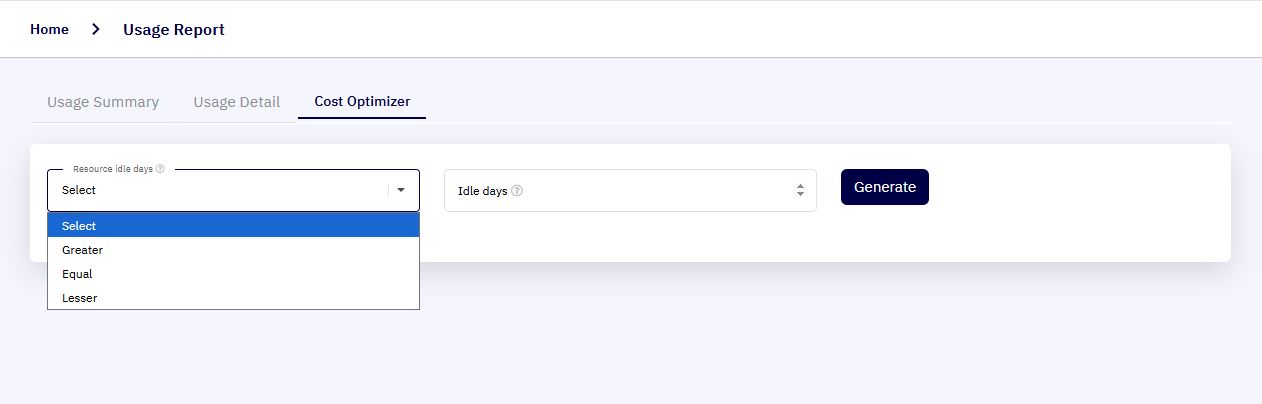 Home > Usage Report
Usage Summary Usage Detail Cost Optimizer
Resource idle days ?
Select Idle days ? Generate
Select
Greater
Equal
Lesser